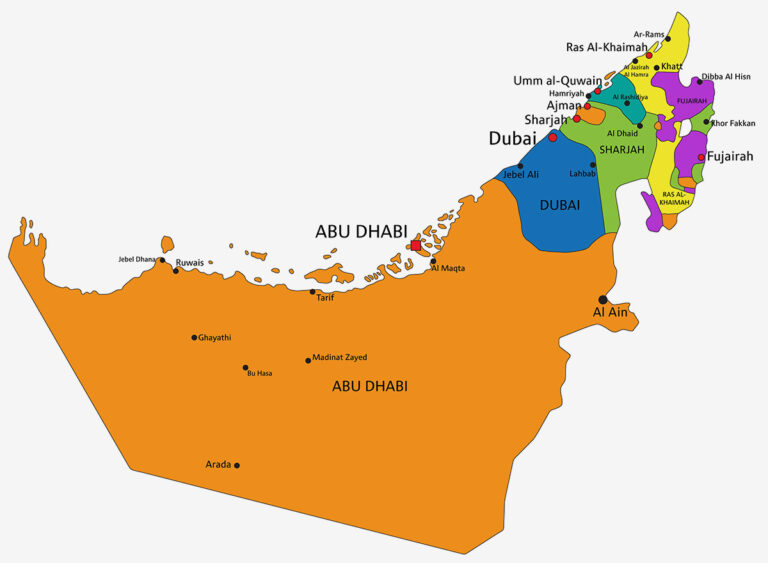 Ar-Rams
Ras Al-Khaimah
Al Jazirah
Al Hamra
Khatt
Dibba Al Hisn
Umm al-Quwain
Hamriyah
Al Rashidiya
FUJAIRAH
Ajman
Sharjah
Khor Fakkan
Dubai
Al Dhaid
SHARJAH
Fujairah
Jebel Ali
Lahbab
RAS AL-
KHAIMAH
DUBAI
ABU DHABI
Jebel Dhana
Ruwais
Al Maqta
Tarif
Al Ain
Ghayathi
Madinat Zayed
Bu Hasa
ABU DHABI
Arada